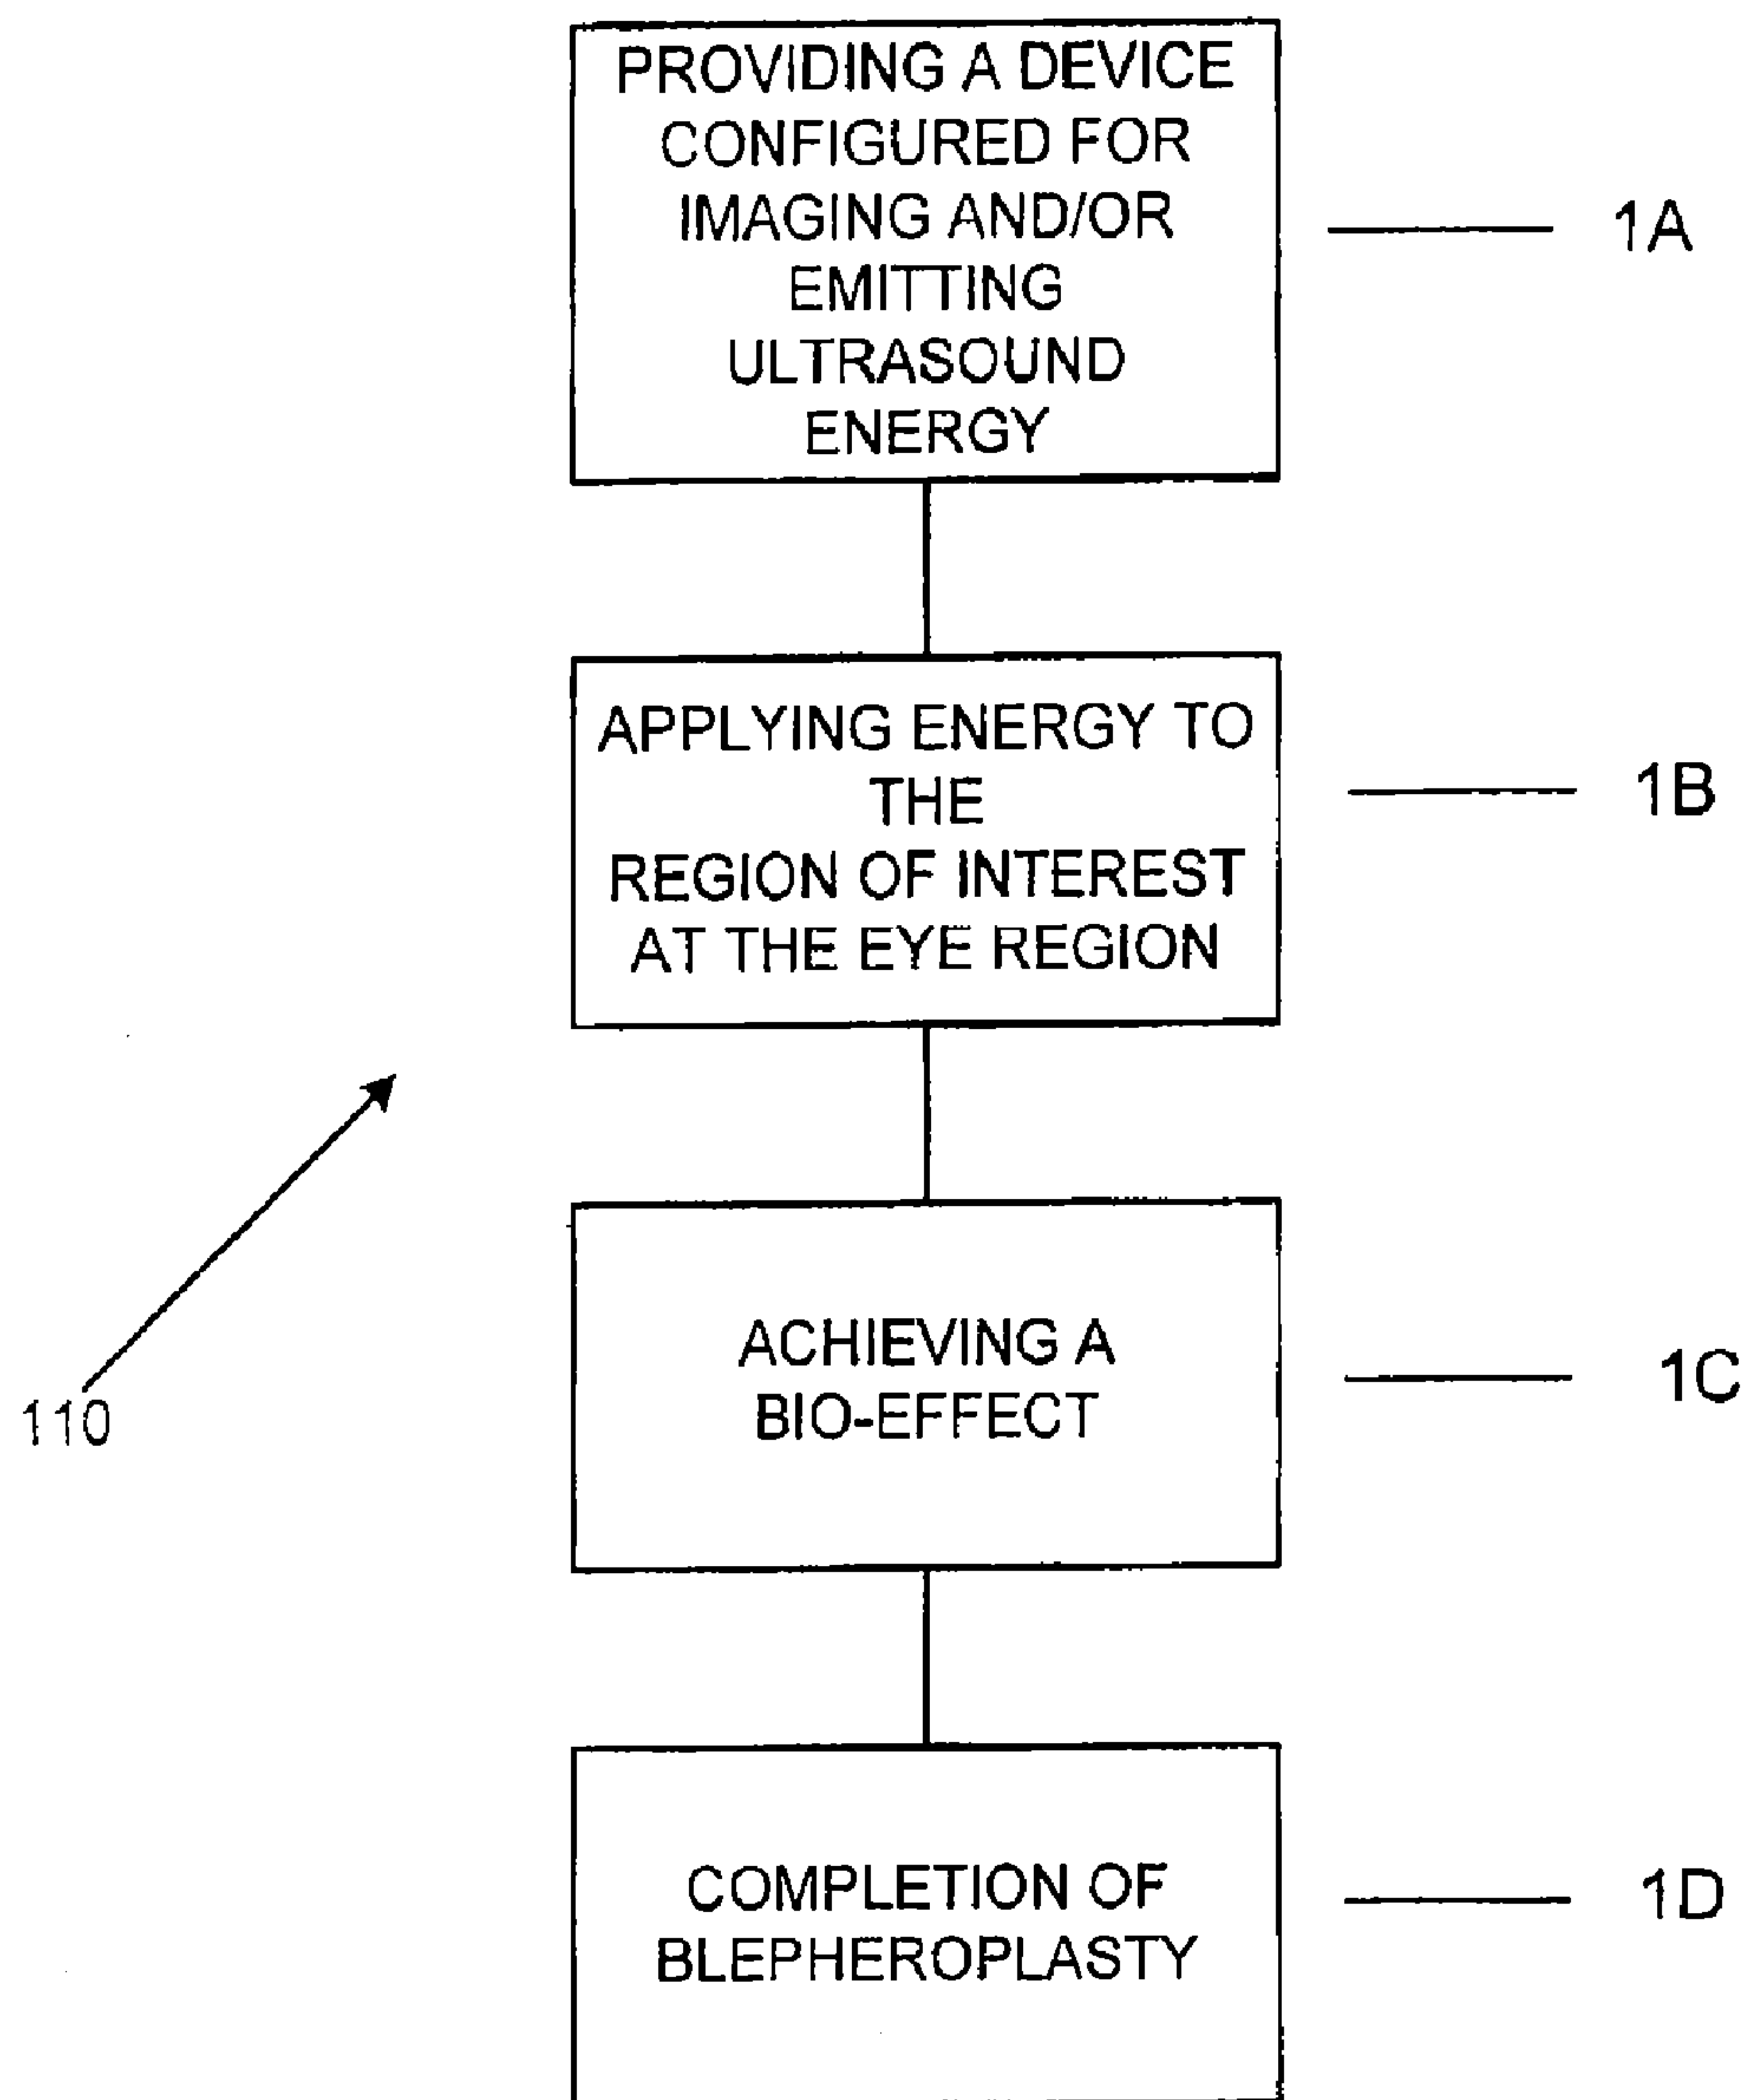 PROVIDING A DEVICE
CONFIGURED FOR
IMAGING AND/OR
EMITTING
ULTRASOUND
ENERGY
1A
APPLYING ENERGY TO
THE
REGION OF INTEREST
AT THE EYE REGION
1B
ACHIEVING A
BIO-EFFECT
1C
110
COMPLETION OF
BLEPHEROPLASTY
1D